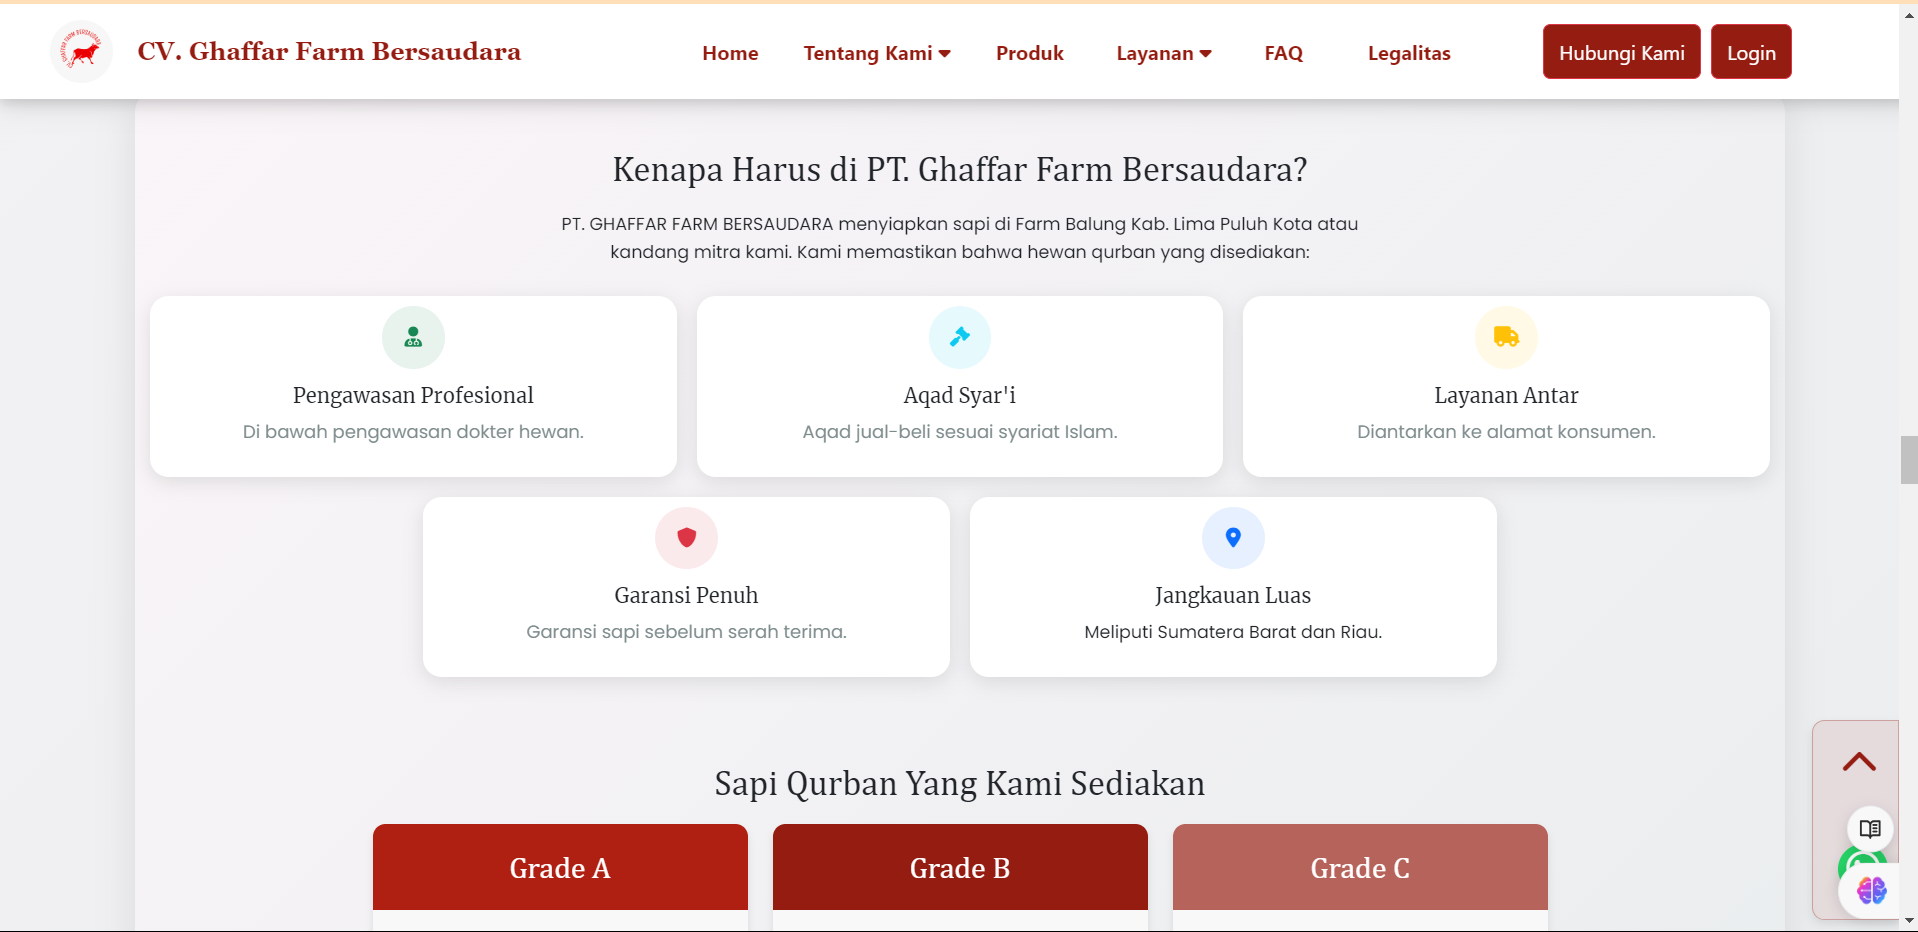 CV. Ghaffar Farm Bersaudara
Home
Tentang Kami
Produk
Layanan
FAQ
Legalitas
Hubungi Kami
Login
Kenapa Harus di PT. Ghaffar Farm Bersaudara?
PT. GHAFFAR FARM BERSAUDARA menyiapkan sapi di Farm Balung Kab. Lima Puluh Kota atau
kandang mitra kami. Kami memastikan bahwa hewan qurban yang disediakan:
Pengawasan Profesional
Di bawah pengawasan dokter hewan.
Aqad Syar'i
Aqad jual-beli sesuai syariat Islam.
Layanan Antar
Diantarkan ke alamat konsumen.
Garansi Penuh
Garansi sapi sebelum serah terima.
Jangkauan Luas
Meliputi Sumatera Barat dan Riau.
Sapi Qurban Yang Kami Sediakan
Grade A
Grade B
Grade C